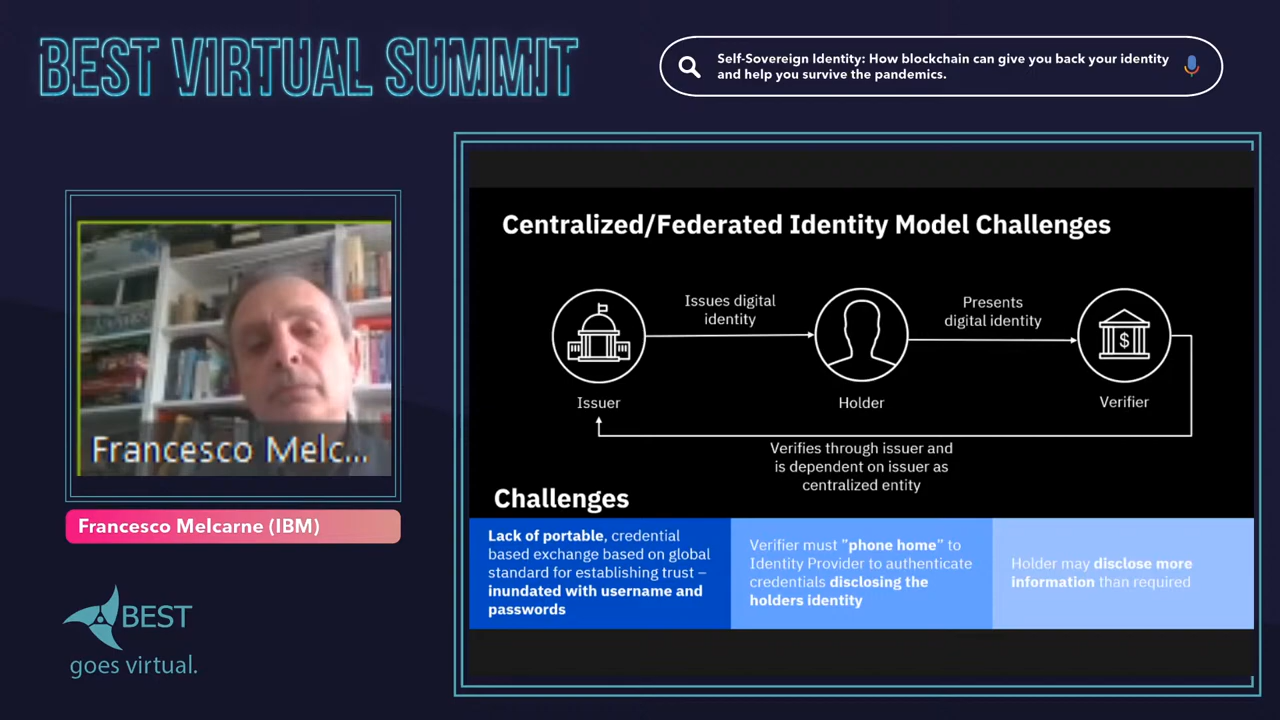 BEST VIRTUAL SUMMIT
Self-Sovereign Identity: How blockchain can give you back your identity
and help you survive the pandemics.
Francesco Melc...
Francesco Melcarne (IBM)
BEST
goes virtual.
Centralized/Federated Identity Model Challenges
Issues digital
identity
Presents
digital identity
$
Issuer
Holder
Verifier
Verifies through issuer and
is dependent on issuer as
centralized entity
Challenges
Lack of portable, credential
based exchange based on global
standard for establishing trust –
inundated with username and
passwords
Verifier must "phone home" to
Identity Provider to authenticate
credentials disclosing the
holders identity
Holder may disclose more
information than required